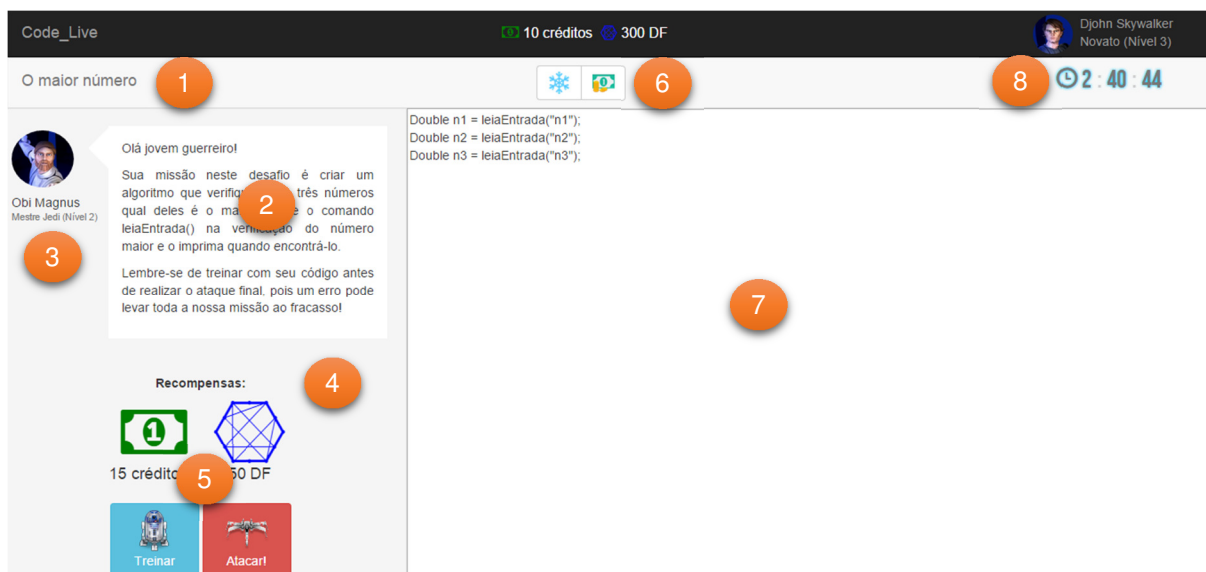 Code_Live
10 créditos 300 DF
Djohn Skywalker
Novato (Nível 3)
O maior número
1
6
8
2 : 40 : 44
Obi Magnus
Mestre Jedi (Nível 2)
3
Olá jovem guerreiro!
Sua missão neste desafio é criar um
algoritmo que três números
qual deles é o 2 o comando
leiaEntrada() na do número
maior e o imprima quando encontrá-lo.
Lembre-se de treinar com seu código antes
de realizar o ataque final, pois um erro pode
levar toda a nossa missão ao fracasso!
Recompensas:
4
1
15 5 DF
Treinar
Atacar!
Double n1 = leiaEntrada("n1");
Double n2 = leiaEntrada("n2");
Double n3 = leiaEntrada("n3");
7